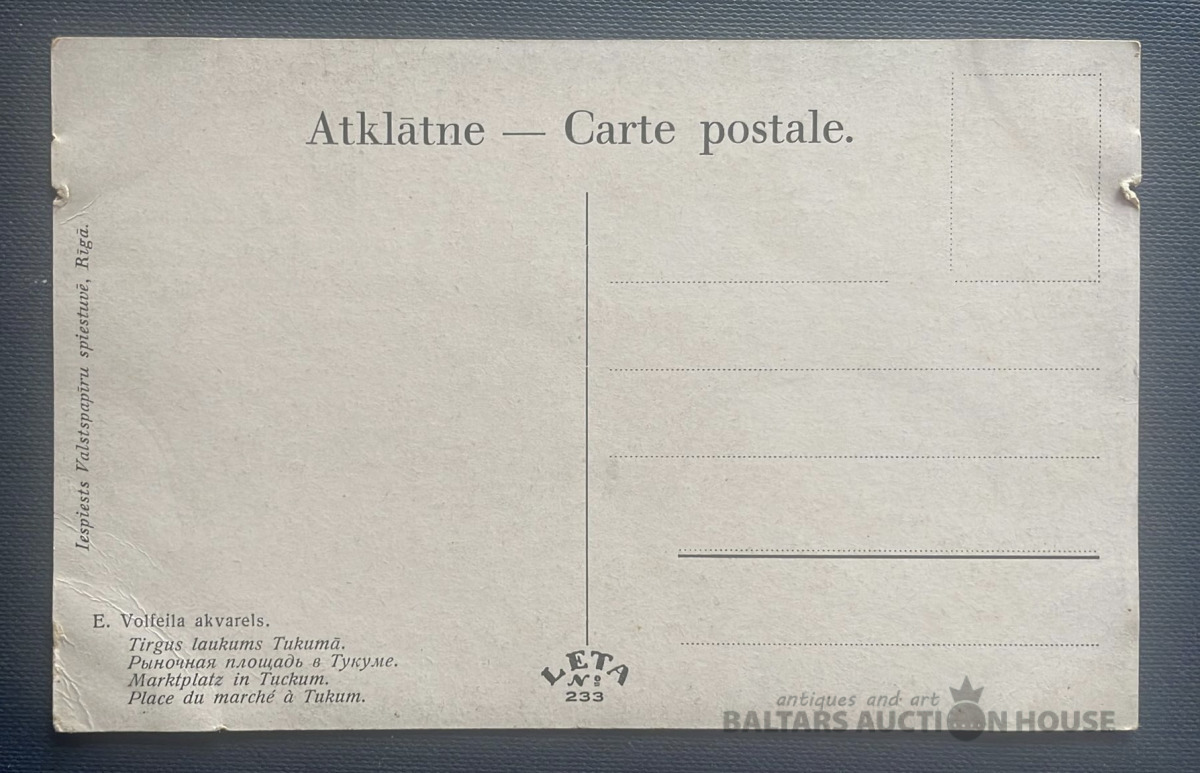 Atklātne — Carte postale.
Iespiests Valstspapīru spiestuvē, Rīgā.
E. Volfeila akvarels.
Tirgus laukums Tukumā.
Рыночная площадь в Тукуме.
Marktplatz in Tuckum.
Place du marché à Tukum.
LETA
№
233
antiques and art
BALTARS AUCTION HOUSE